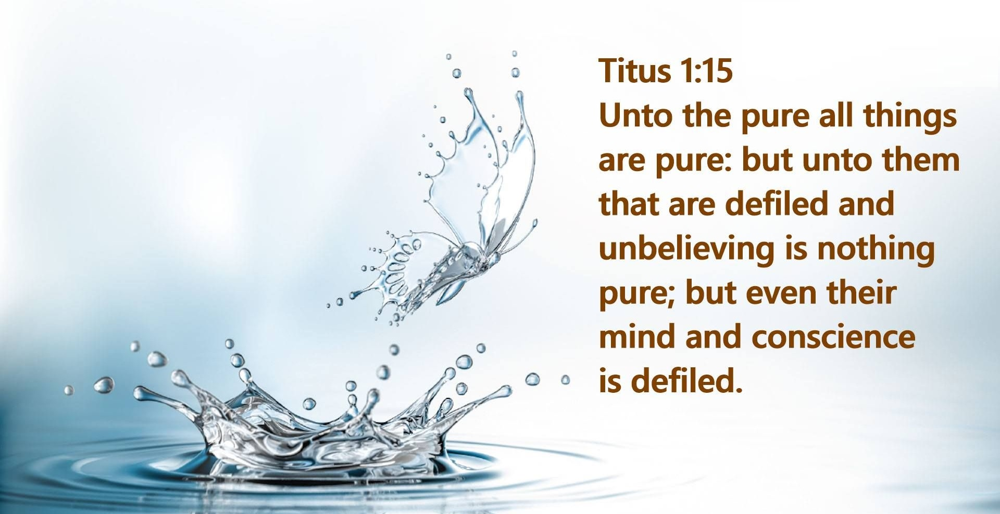 Titus 1:15
Unto the pure all things
are pure: but unto them
that are defiled and
unbelieving is nothing
pure; but even their
mind and conscience
is defiled.